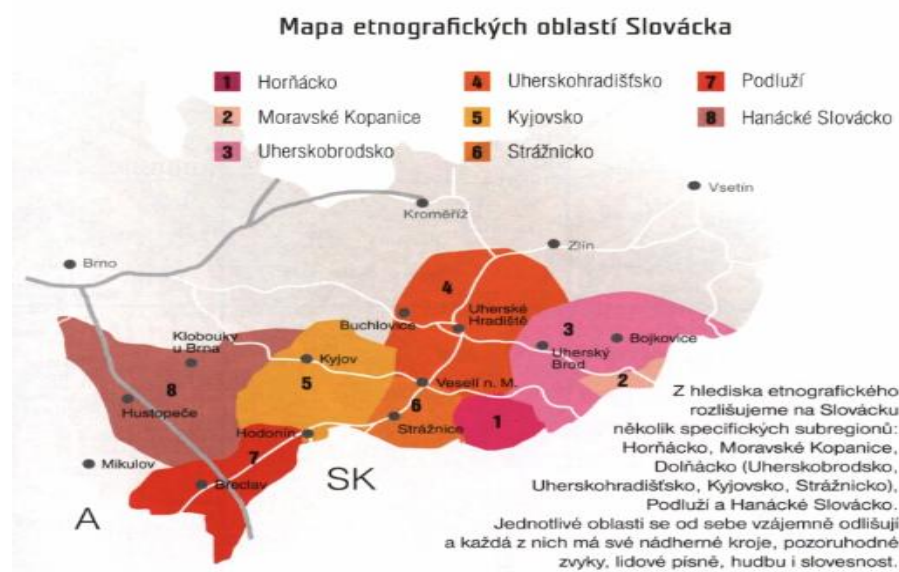 Mapa etnografických oblastí Slovácka
1 Horňácko
2 Moravské Kopanice
3 Uherskobrodsko
4 Uherskohradišťsko
5 Kyjovsko
6 Strážnicko
7 Podluží
8 Hanácké Slovácko
Vsetín
Kroměříž
Zlín
Brno
4
Buchlovice
Uherské
Hradiště
Klobouky
u Brna
Kyjov
3
Bojkovice
Uherský
Brod
8
5
Veselí n. M.
2
Hustopeče
6
Strážnice
1
Hodonín
7
Mikulov
Břeclav
SK
A
Z hlediska etnografického
rozlišujeme na Slovácku
několik specifických subregionů:
Horňácko, Moravské Kopanice,
Dolňácko (Uherskobrodsko,
Uherskohradišťsko, Kyjovsko, Strážnicko),
Podluží a Hanácké Slovácko.
Jednotlivé oblasti se od sebe vzájemně odlišují
a každá z nich má své nádherné kroje, pozoruhodné
zvyky, lidové písně, hudbu i slovesnost.